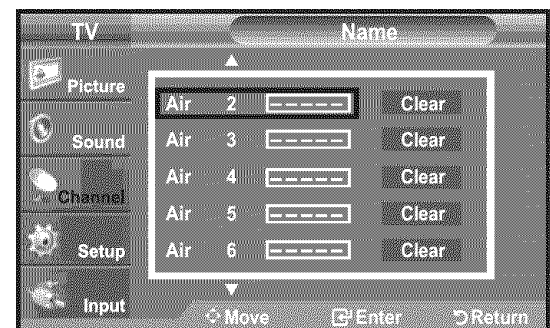 TV
Name
Picture
Sound
Channel
Setup
Input
Air 2 ----- Clear
Air 3 ----- Clear
Air 4 ----- Clear
Air 5 ----- Clear
Air 6 ----- Clear
Move Enter Return